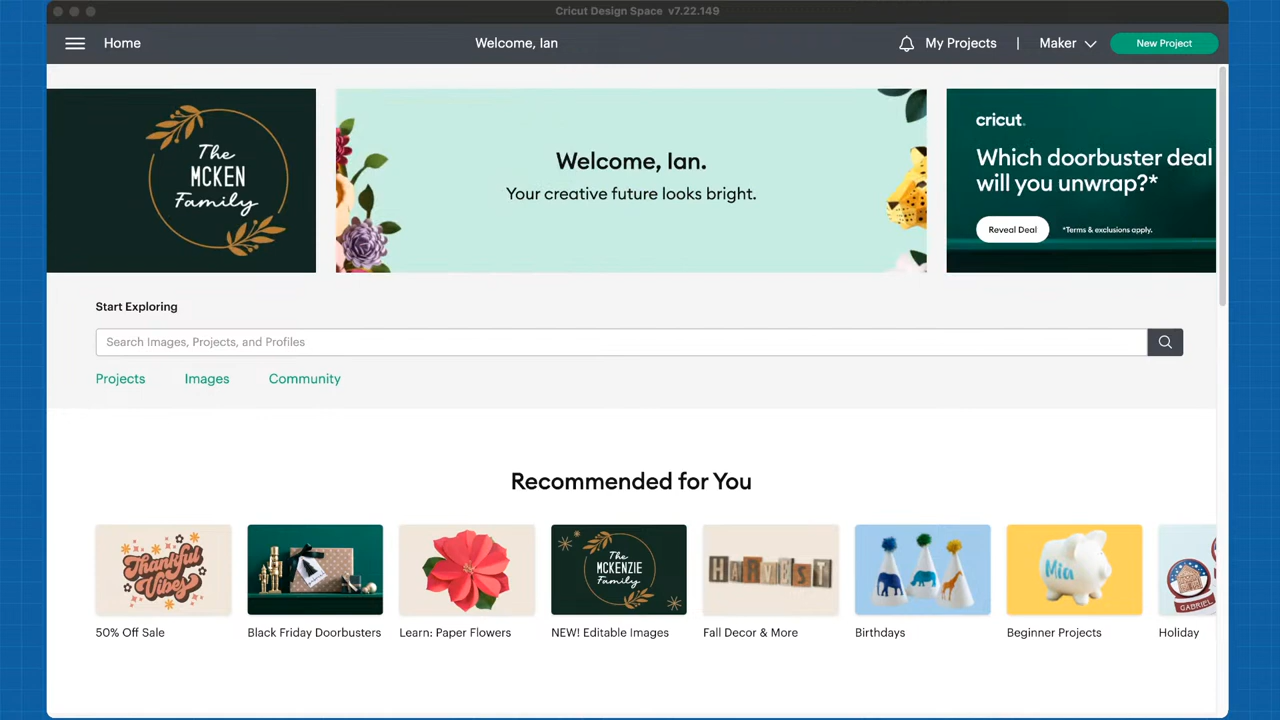 Cricut Design Space v7.22.149
Home
Welcome, Ian
My Projects | Maker
New Project
The
MCKEN
Family
Welcome, Ian.
Your creative future looks bright.
cricut.
Which doorbuster deal
will you unwrap?*
Reveal Deal
*Terms & exclusions apply.
Start Exploring
Search Images, Projects, and Profiles
Projects
Images
Community
Recommended for You
Thankful
Vibes
The
MCKENZIE
Family
HARVEST
Mia
GABRIEL
50% Off Sale
Black Friday Doorbusters
Learn: Paper Flowers
NEW! Editable Images
Fall Decor & More
Birthdays
Beginner Projects
Holiday